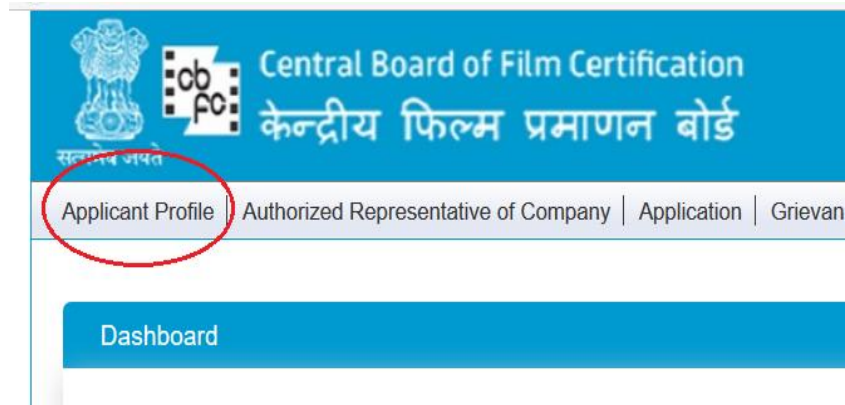 Central Board of Film Certification
cb
fc
केन्द्रीय फिल्म प्रमाणन बोर्ड
सत्यमेव जयते
Applicant Profile | Authorized Representative of Company | Application | Grievan
Dashboard